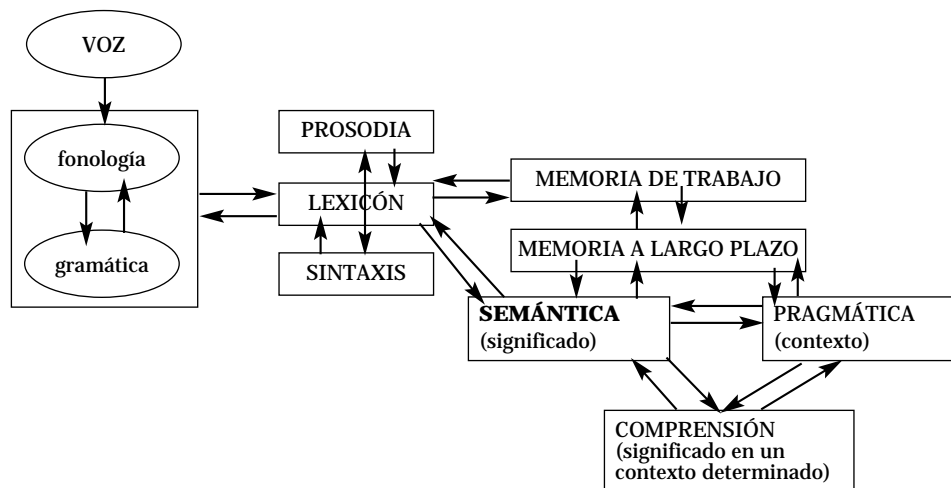 VOZ
fonología
gramática
PROSODIA
LEXICÓN
SINTAXIS
MEMORIA DE TRABAJO
MEMORIA A LARGO PLAZO
SEMÁNTICA
(significado)
PRAGMÁTICA
(contexto)
COMPRENSIÓN
(significado en un
contexto determinado)